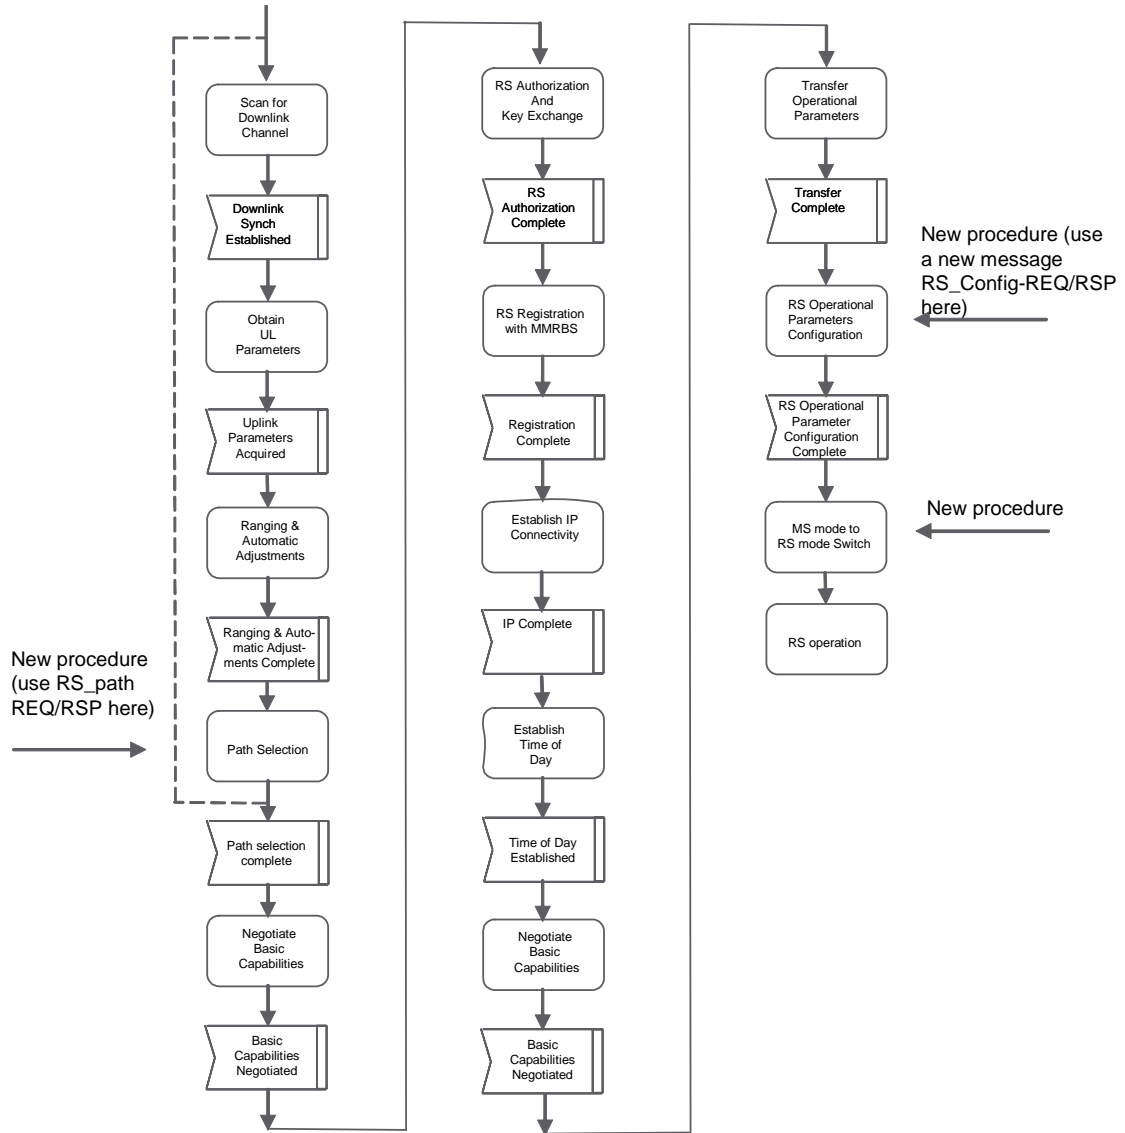 Scan for
Downlink
Channel
Downlink
Synch
Established
Obtain
UL
Parameters
Uplink
Parameters
Acquired
Ranging &
Automatic
Adjustments
Ranging & Auto-
matic Adjust-
ments Complete
New procedure
(use RS_path
REQ/RSP here)
Path Selection
Path selection
complete
Negotiate
Basic
Capabilities
Basic
Capabilities
Negotiated
RS Authorization
And
Key Exchange
RS
Authorization
Complete
RS Registration
with MMRBS
Registration
Complete
Establish IP
Connectivity
IP Complete
Establish
Time of
Day
Time of Day
Established
Negotiate
Basic
Capabilities
Basic
Capabilities
Negotiated
Transfer
Operational
Parameters
Transfer
Complete
New procedure (use
a new message
RS_Config-REQ/RSP
here)
RS Operational
Parameters
Configuration
RS Operational
Parameter
Configuration
Complete
New procedure
MS mode to
RS mode Switch
RS operation